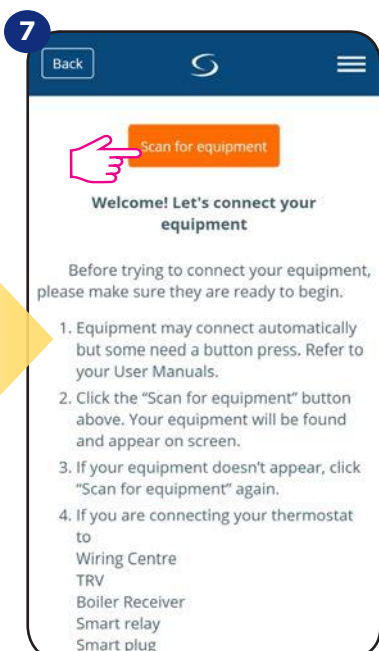 7
Back
Scan for equipment
Welcome! Let's connect your
equipment
Before trying to connect your equipment,
please make sure they are ready to begin.
1. Equipment may connect automatically
but some need a button press. Refer to
your User Manuals.
2. Click the “Scan for equipment” button
above. Your equipment will be found
and appear on screen.
3. If your equipment doesn't appear, click
“Scan for equipment” again.
4. If you are connecting your thermostat
to
Wiring Centre
TRV
Boiler Receiver
Smart relay
Smart plug